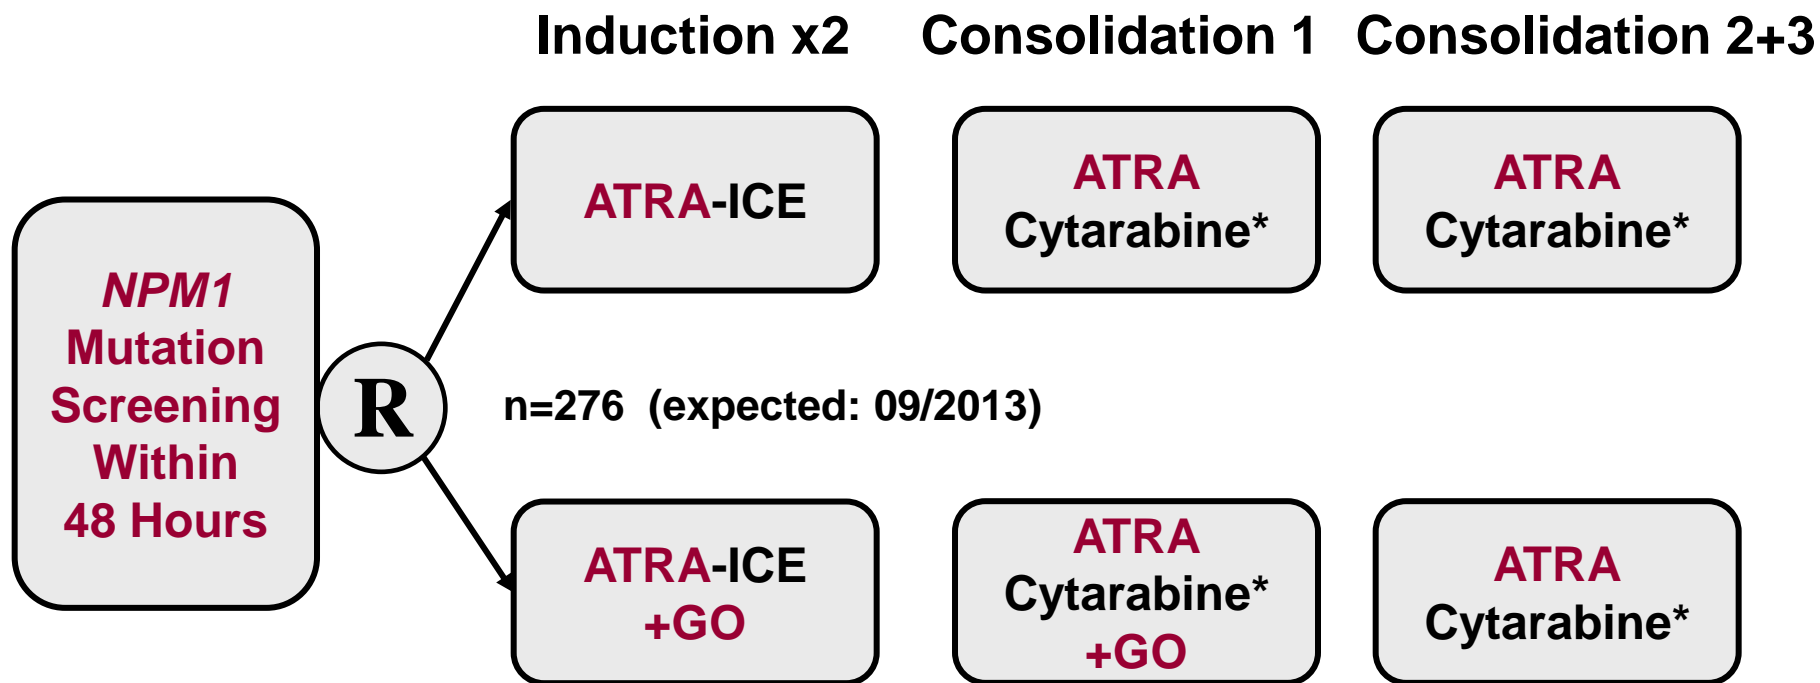 Induction x2 Consolidation 1 Consolidation 2+3
NPM1
Mutation
Screening
Within
48 Hours
R
ATRA-ICE
ATRA
Cytarabine*
ATRA
Cytarabine*
n=276 (expected: 09/2013)
ATRA-ICE
+GO
ATRA
Cytarabine*
+GO
ATRA
Cytarabine*